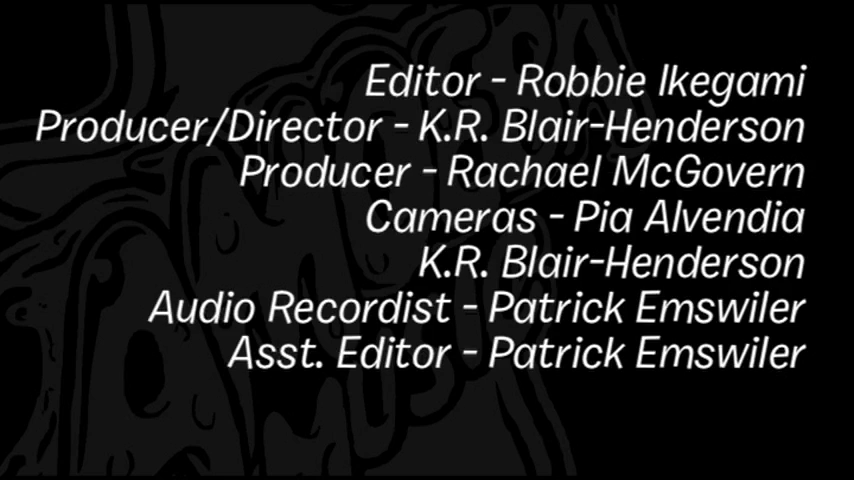 Editor - Robbie Ikegami
Producer/Director - K.R. Blair-Henderson
Producer - Rachael McGovern
Cameras - Pia Alvendia
K.R. Blair-Henderson
Audio Recordist - Patrick Emswiler
Asst. Editor - Patrick Emswiler